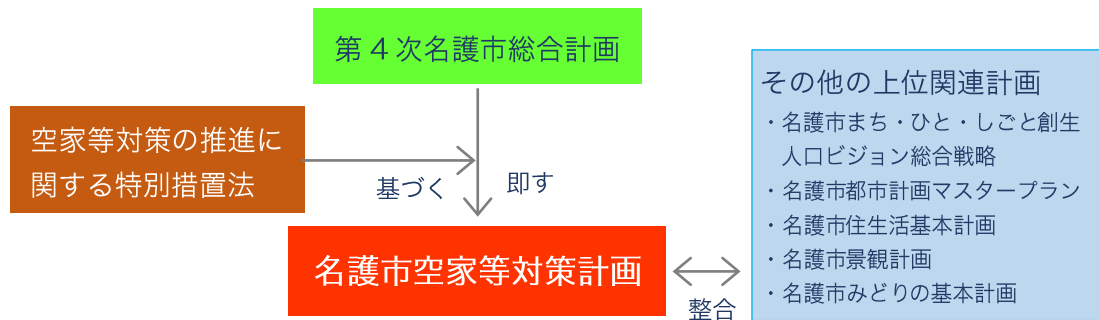 第4次名護市総合計画
空家等対策の推進に
関する特別措置法
基づく
即す
名護市空家等対策計画
整合
その他の上位関連計画
・名護市まち・ひと・しごと創生
人口ビジョン総合戦略
・名護市都市計画マスタープラン
・名護市住生活基本計画
・名護市景観計画
・名護市みどりの基本計画